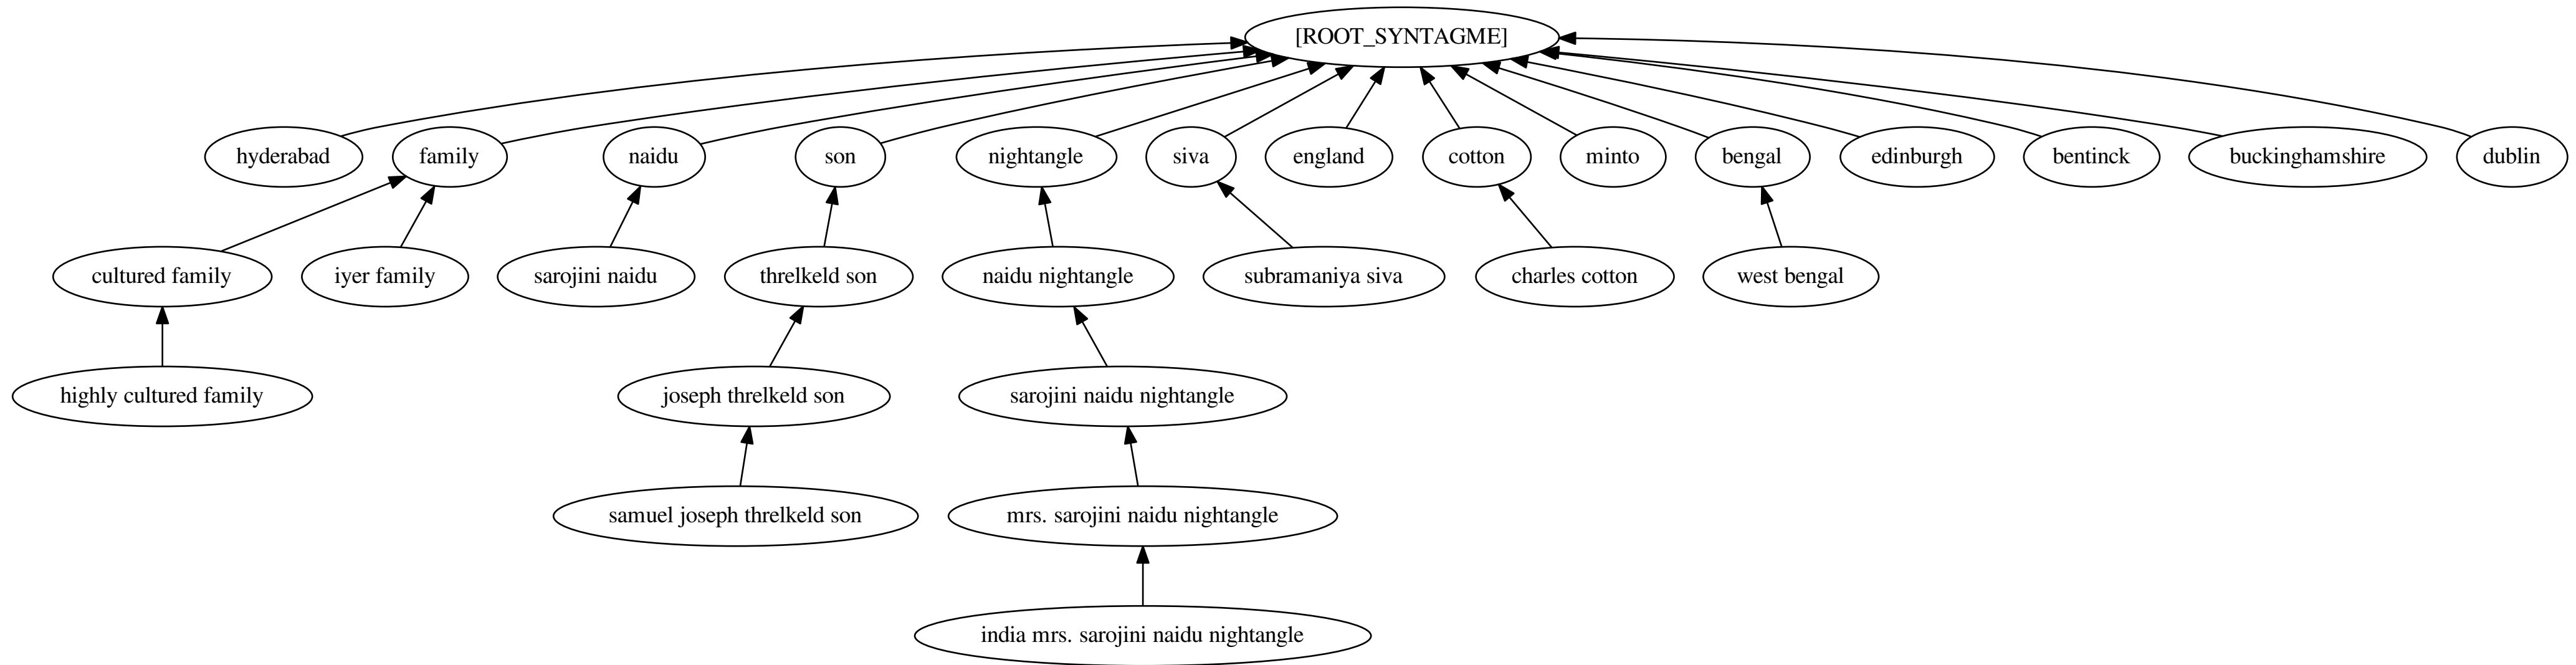 [ROOT_SYNTAGME]
hyderabad
family
naidu
son
nightangle
siva
england
cotton
minto
bengal
edinburgh
bentinck
buckinghamshire
dublin
cultured family
iyer family
sarojini naidu
threlkeld son
naidu nightangle
subramaniya siva
charles cotton
west bengal
highly cultured family
joseph threlkeld son
sarojini naidu nightangle
samuel joseph threlkeld son
mrs. sarojini naidu nightangle
india mrs. sarojini naidu nightangle